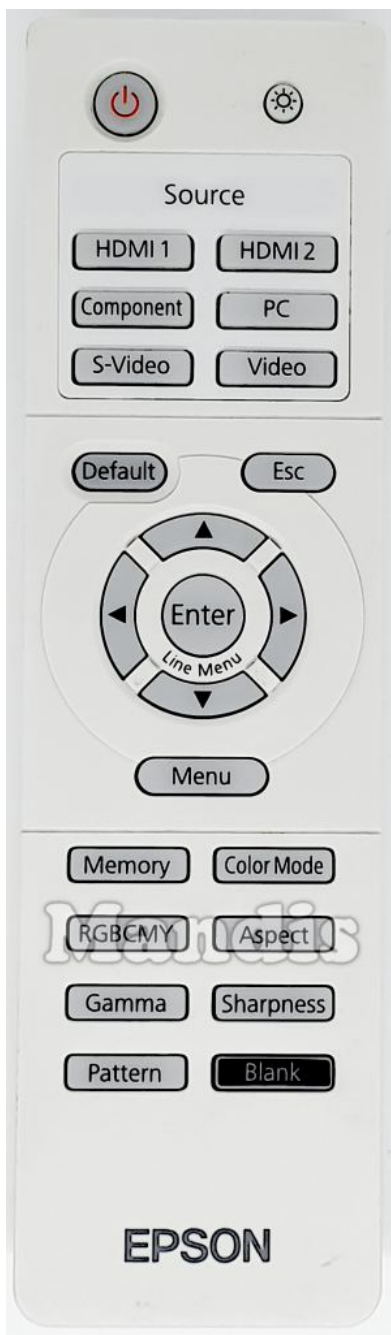 Source
HDMI 1 HDMI 2
Component PC
S-Video Video
Default Esc
Enter
Line Menu
Menu
Memory Color Mode
RGBCMY Aspect
Mandis
Gamma Sharpness
Pattern Blank
EPSON